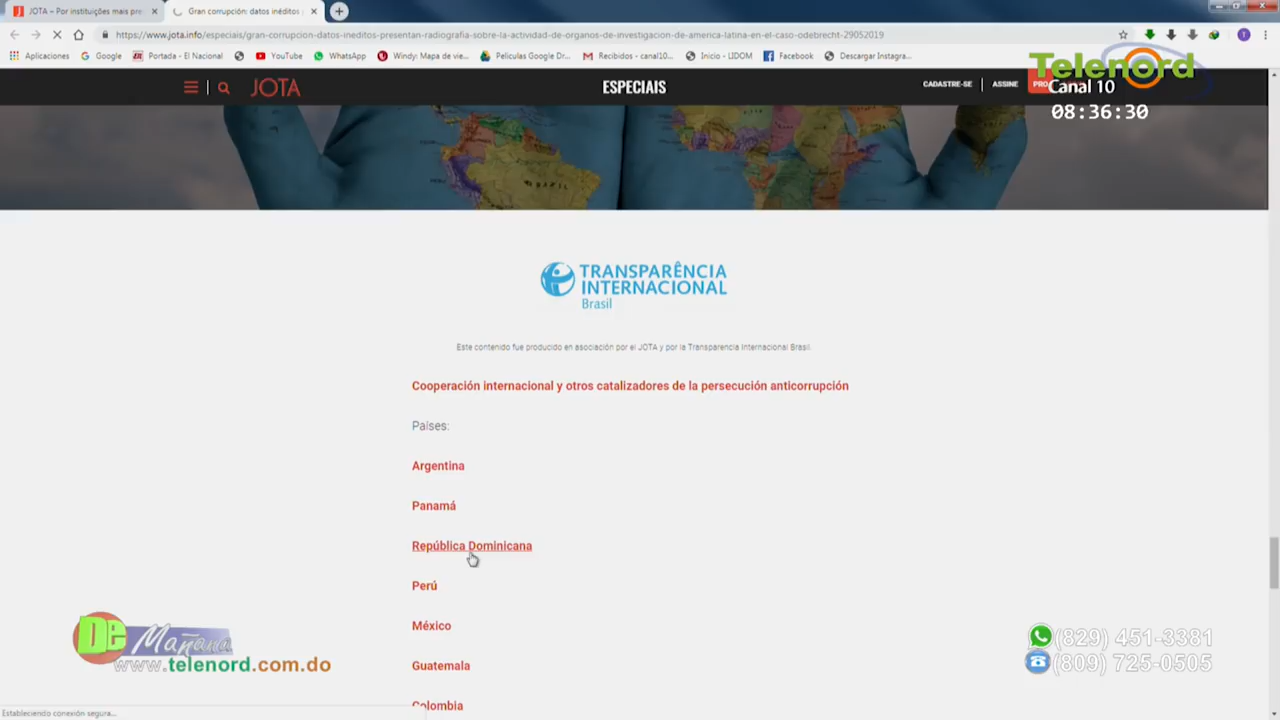 JOTA – Por instituições mais pre
Gran corrupción: datos inéditos
https://www.jota.info/especiais/gran-corrupcion-datos-ineditos-presentan-radiografia-sobre-la-actividad-de-organos-de-investigacion-de-america-latina-en-el-caso-odebrecht-29052019
Aplicaciones Google Portada - El Nacional YouTube WhatsApp Windy: Mapa de vie... Películas Google Dr... Recibidos - canal10... Inicio - LIDOM Facebook Descargar Instagra...
Telenord
Canal 10
08:36:30
JOTA ESPECIAIS CADASTRE-SE ASSINE PRO
BRASIL
TRANSPARÊNCIA
INTERNACIONAL
Brasil
Este contenido fue producido en asociación por el JOTA y por la Transparencia Internacional Brasil.
Cooperación internacional y otros catalizadores de la persecución anticorrupción
Países:
Argentina
Panamá
República Dominicana
Perú
México
Guatemala
Colombia
De Mañana
www.telenord.com.do
(829) 451-3381
(809) 725-0505
Estableciendo conexión segura...